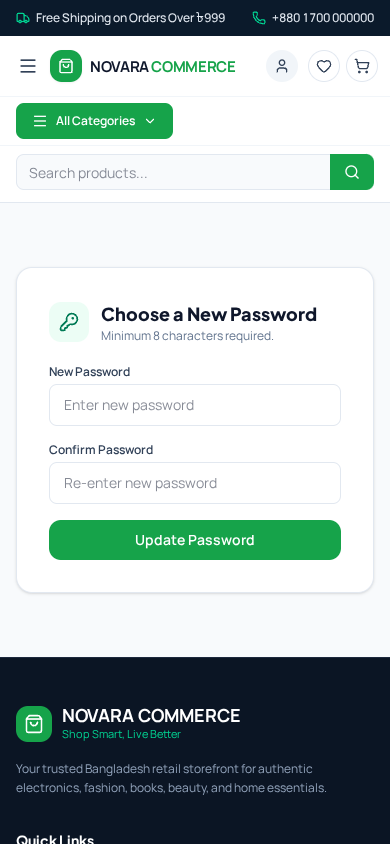 Free Shipping on Orders Over ৳999
+880 1700 000000
NOVARA COMMERCE
All Categories
Search products...
Choose a New Password
Minimum 8 characters required.
New Password
Enter new password
Confirm Password
Re-enter new password
Update Password
NOVARA COMMERCE
Shop Smart, Live Better
Your trusted Bangladesh retail storefront for authentic
electronics, fashion, books, beauty, and home essentials.
Quick Links